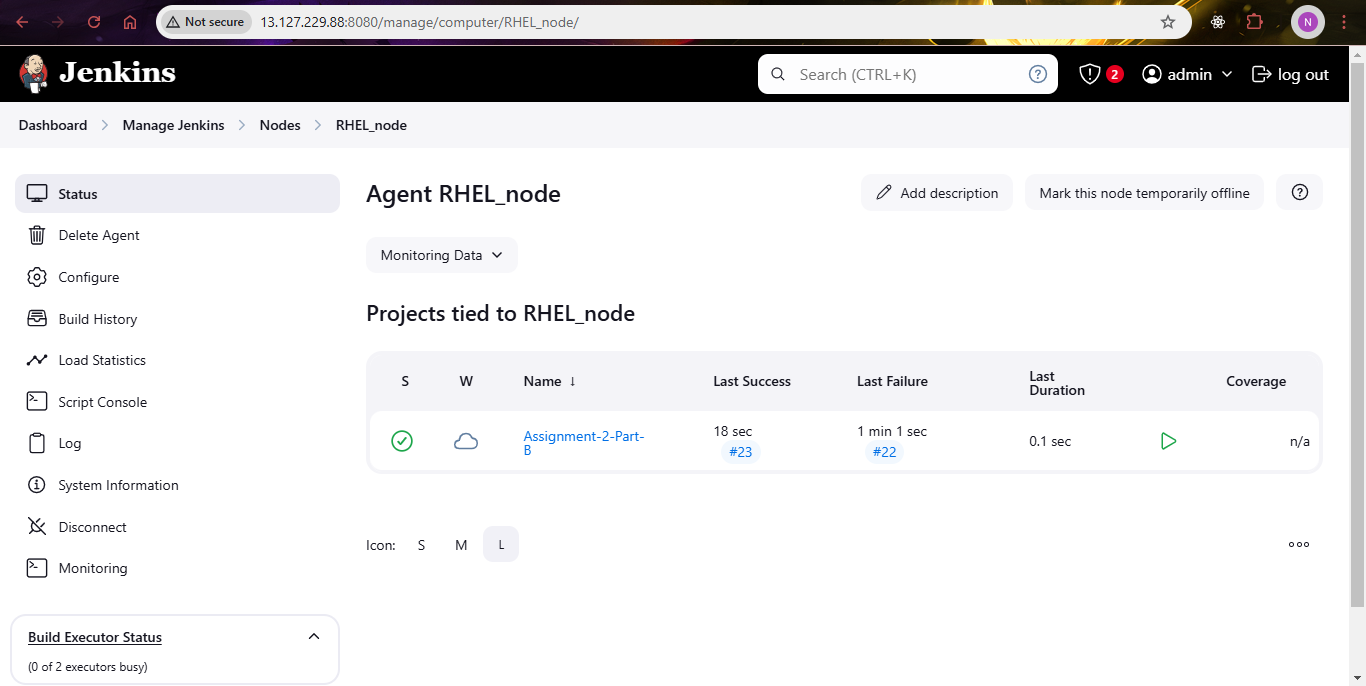 Not secure 13.127.229.88:8080/manage/computer/RHEL_node/ N
Jenkins Search (CTRL+K) ? 2 admin log out
Dashboard Manage Jenkins Nodes RHEL_node
Status
Delete Agent
Configure
Build History
Load Statistics
Script Console
Log
System Information
Disconnect
Monitoring
Build Executor Status
(0 of 2 executors busy)
Agent RHEL_node Add description Mark this node temporarily offline ?
Monitoring Data
Projects tied to RHEL_node
S W Name ↓ Last Success Last Failure Last Duration Coverage
Assignment-2-Part-
B
18 sec
#23
1 min 1 sec
#22
0.1 sec
n/a
Icon: S M L